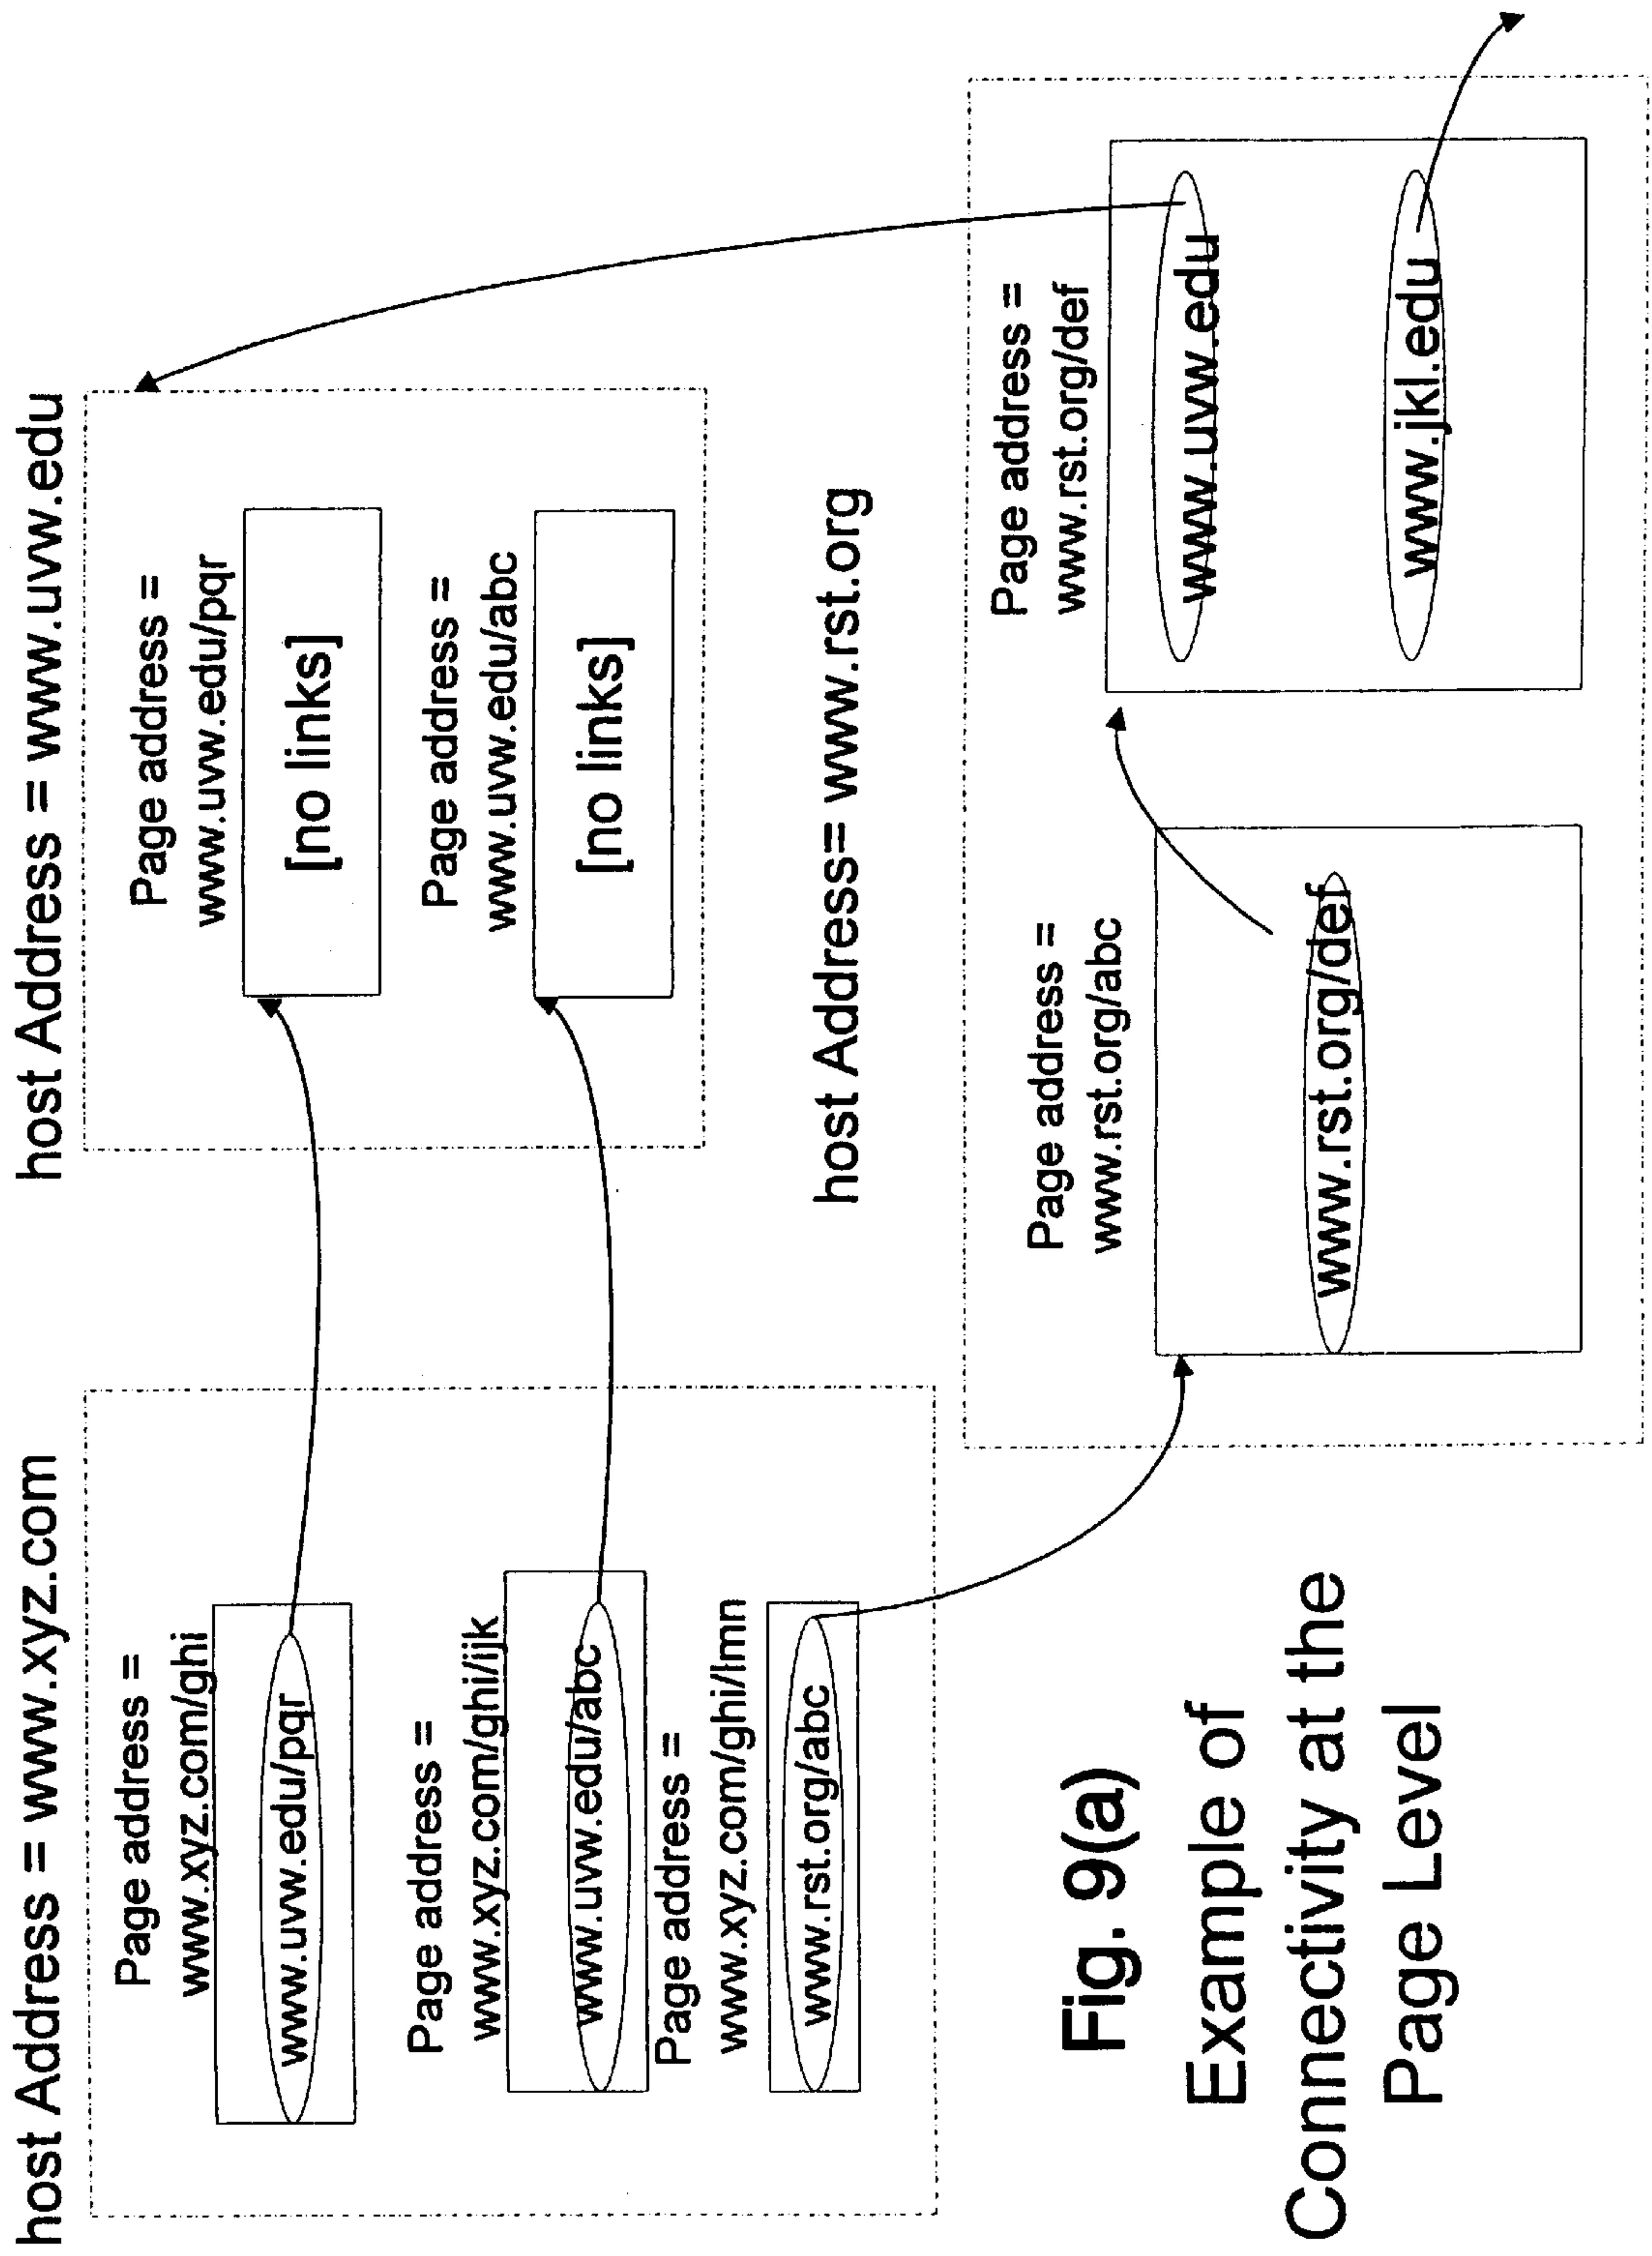 host Address = www.xyz.com
Page address =
www.xyz.com/ghi
www.uvw.edu/pqr
Page address =
www.xyz.com/ghi/ijk
www.uvw.edu/abc
Page address =
www.xyz.com/ghi/lmn
www.rst.org/abc
host Address = www.uvw.edu
Page address =
www.uvw.edu/pqr
[no links]
Page address =
www.uvw.edu/abc
[no links]
host Address= www.rst.org
Page address =
www.rst.org/abc
www.rst.org/def
Page address =
www.rst.org/def
www.uvw.edu
www.jkl.edu
Fig. 9(a)
Example of
Connectivity at the
Page Level